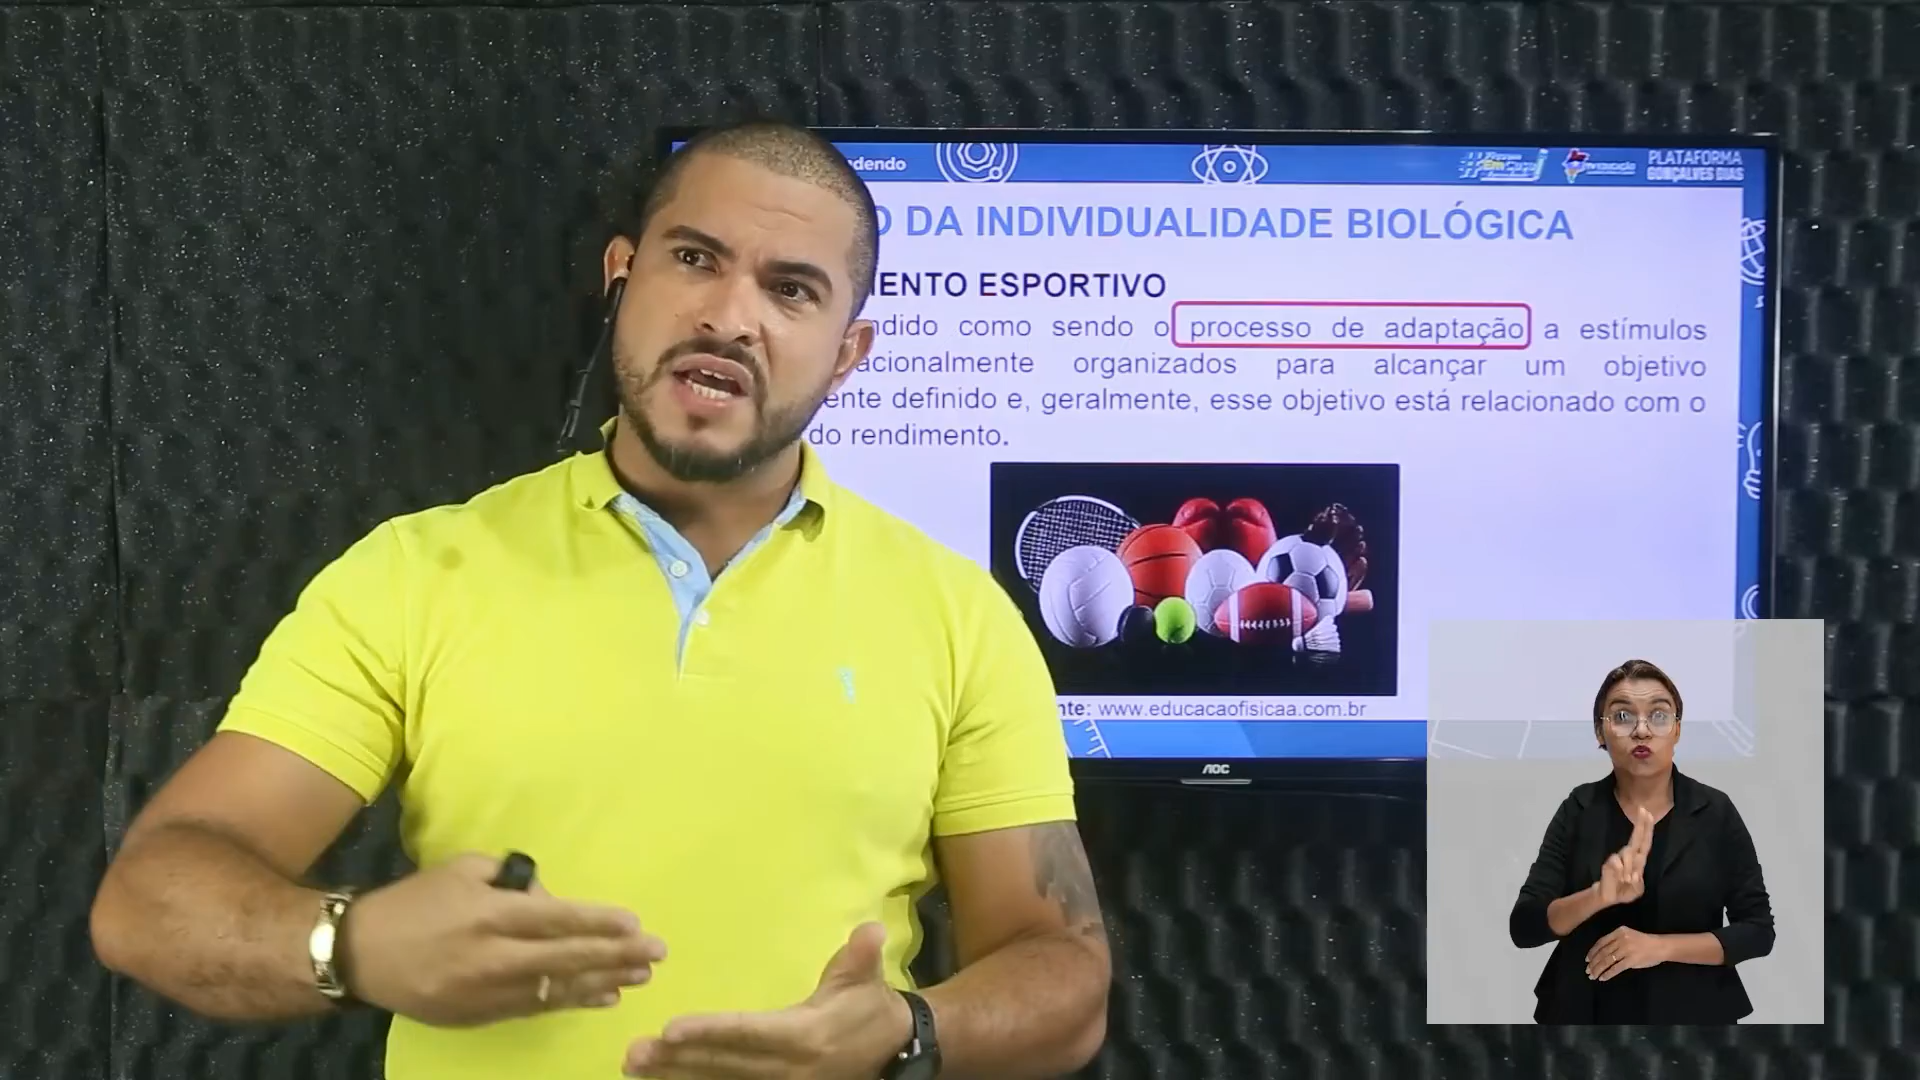 dendo
PLATAFORMA
GONÇALVES DIAS
O DA INDIVIDUALIDADE BIOLÓGICA
ENTO ESPORTIVO
ndido como sendo o processo de adaptação a estímulos
acionalmente organizados para alcançar um objetivo
ente definido e, geralmente, esse objetivo está relacionado com o
do rendimento.
nte: www.educacaofisicaa.com.br
AOC